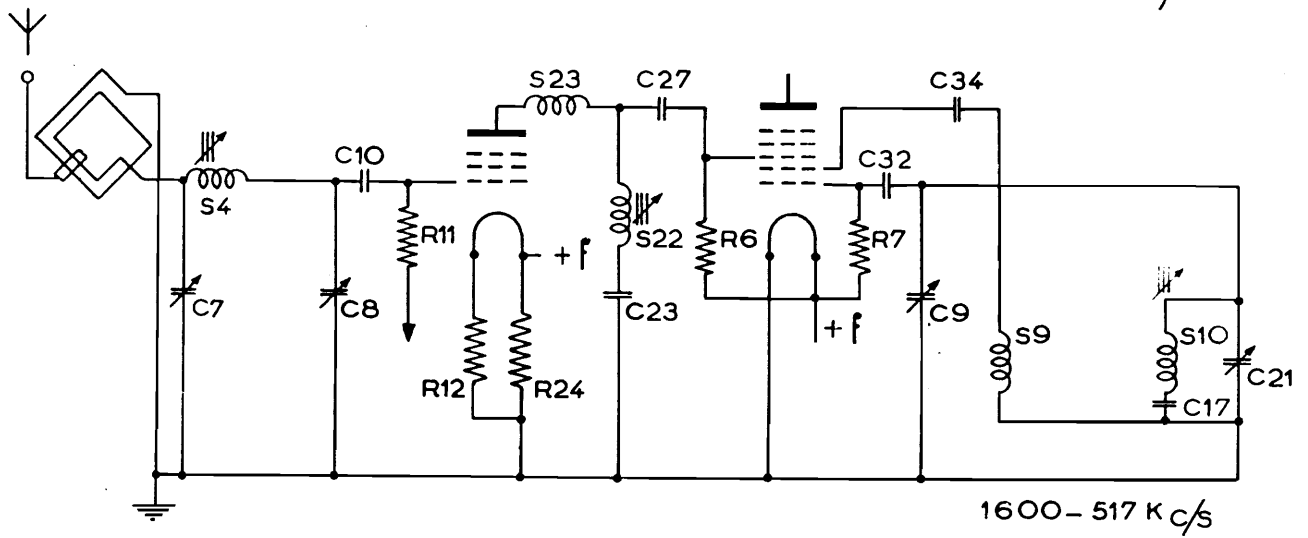 S23
C27
C34
C10
C32
S4
R11
+F
S22
R6
R7
C7
C8
C23
+F
C9
S9
S10
C21
R12
R24
C17
1600-517 K C/S